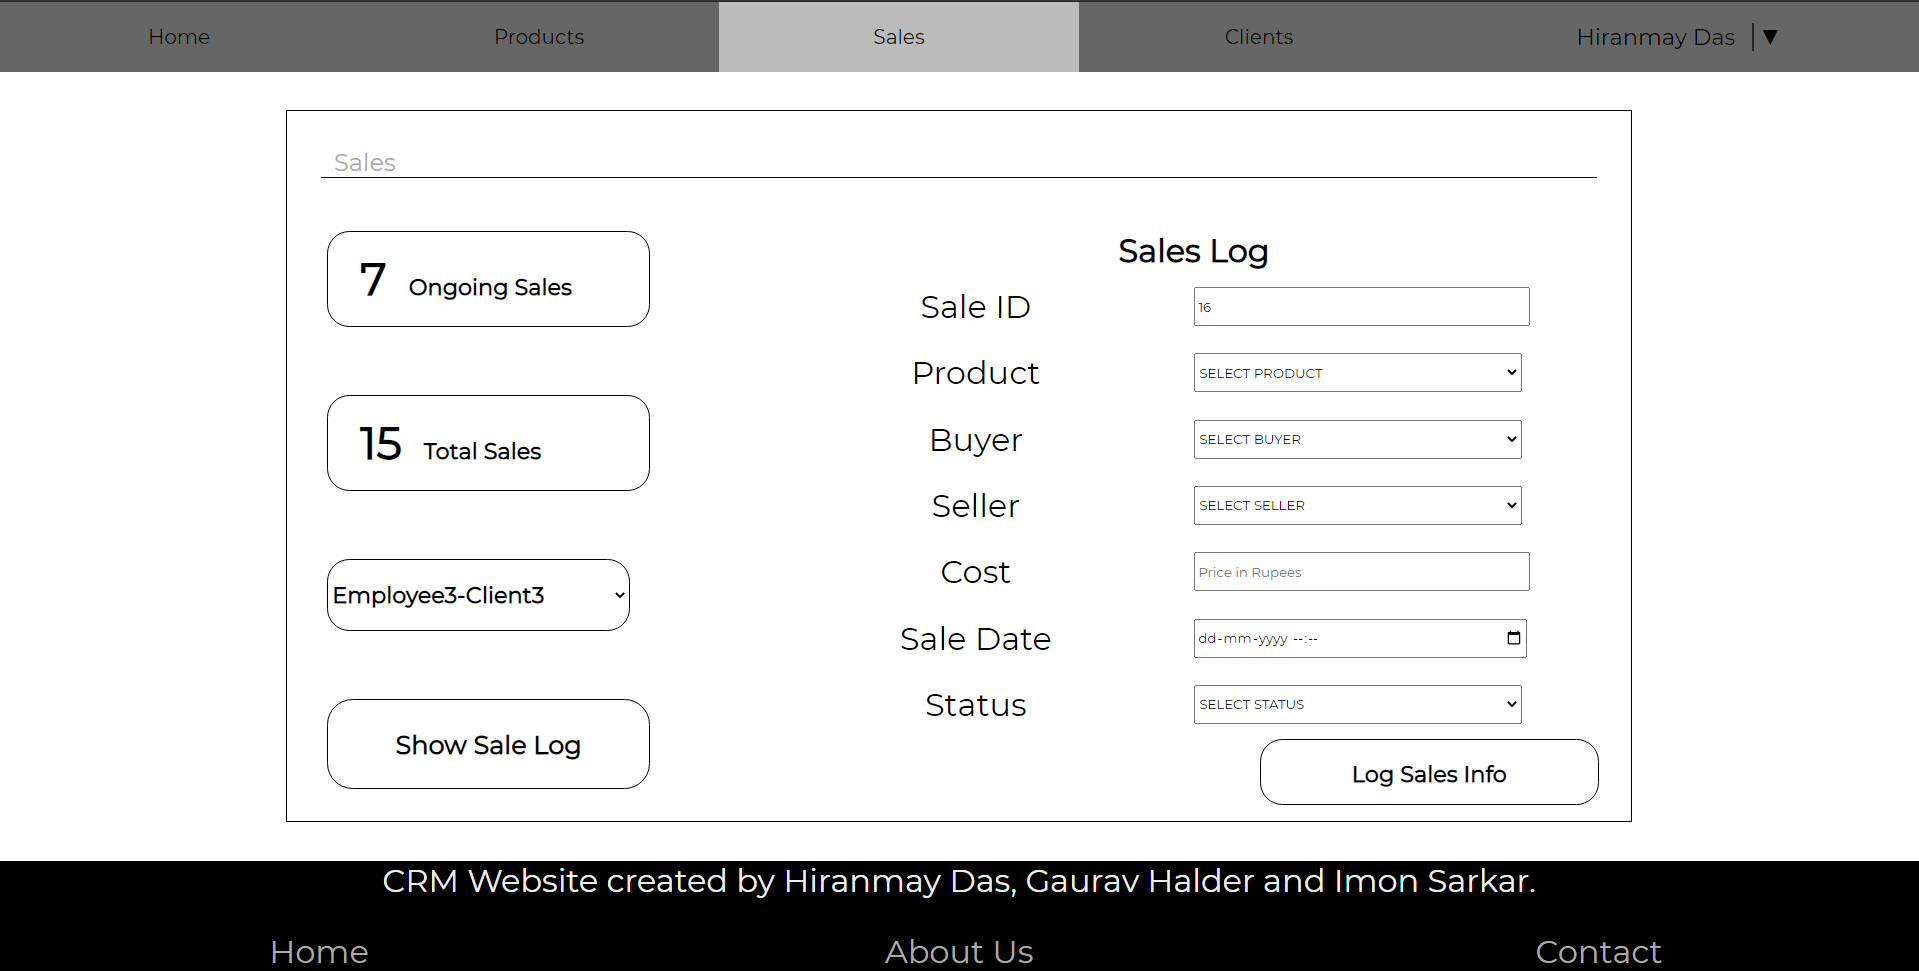 Home Products Sales Clients Hiranmay Das ▼
Sales
7 Ongoing Sales
15 Total Sales
Employee3-Client3
Show Sale Log
Sales Log
Sale ID 16
Product SELECT PRODUCT
Buyer SELECT BUYER
Seller SELECT SELLER
Cost Price in Rupees
Sale Date dd-mm-yyyy --:--
Status SELECT STATUS
Log Sales Info
CRM Website created by Hiranmay Das, Gaurav Halder and Imon Sarkar.
Home About Us Contact